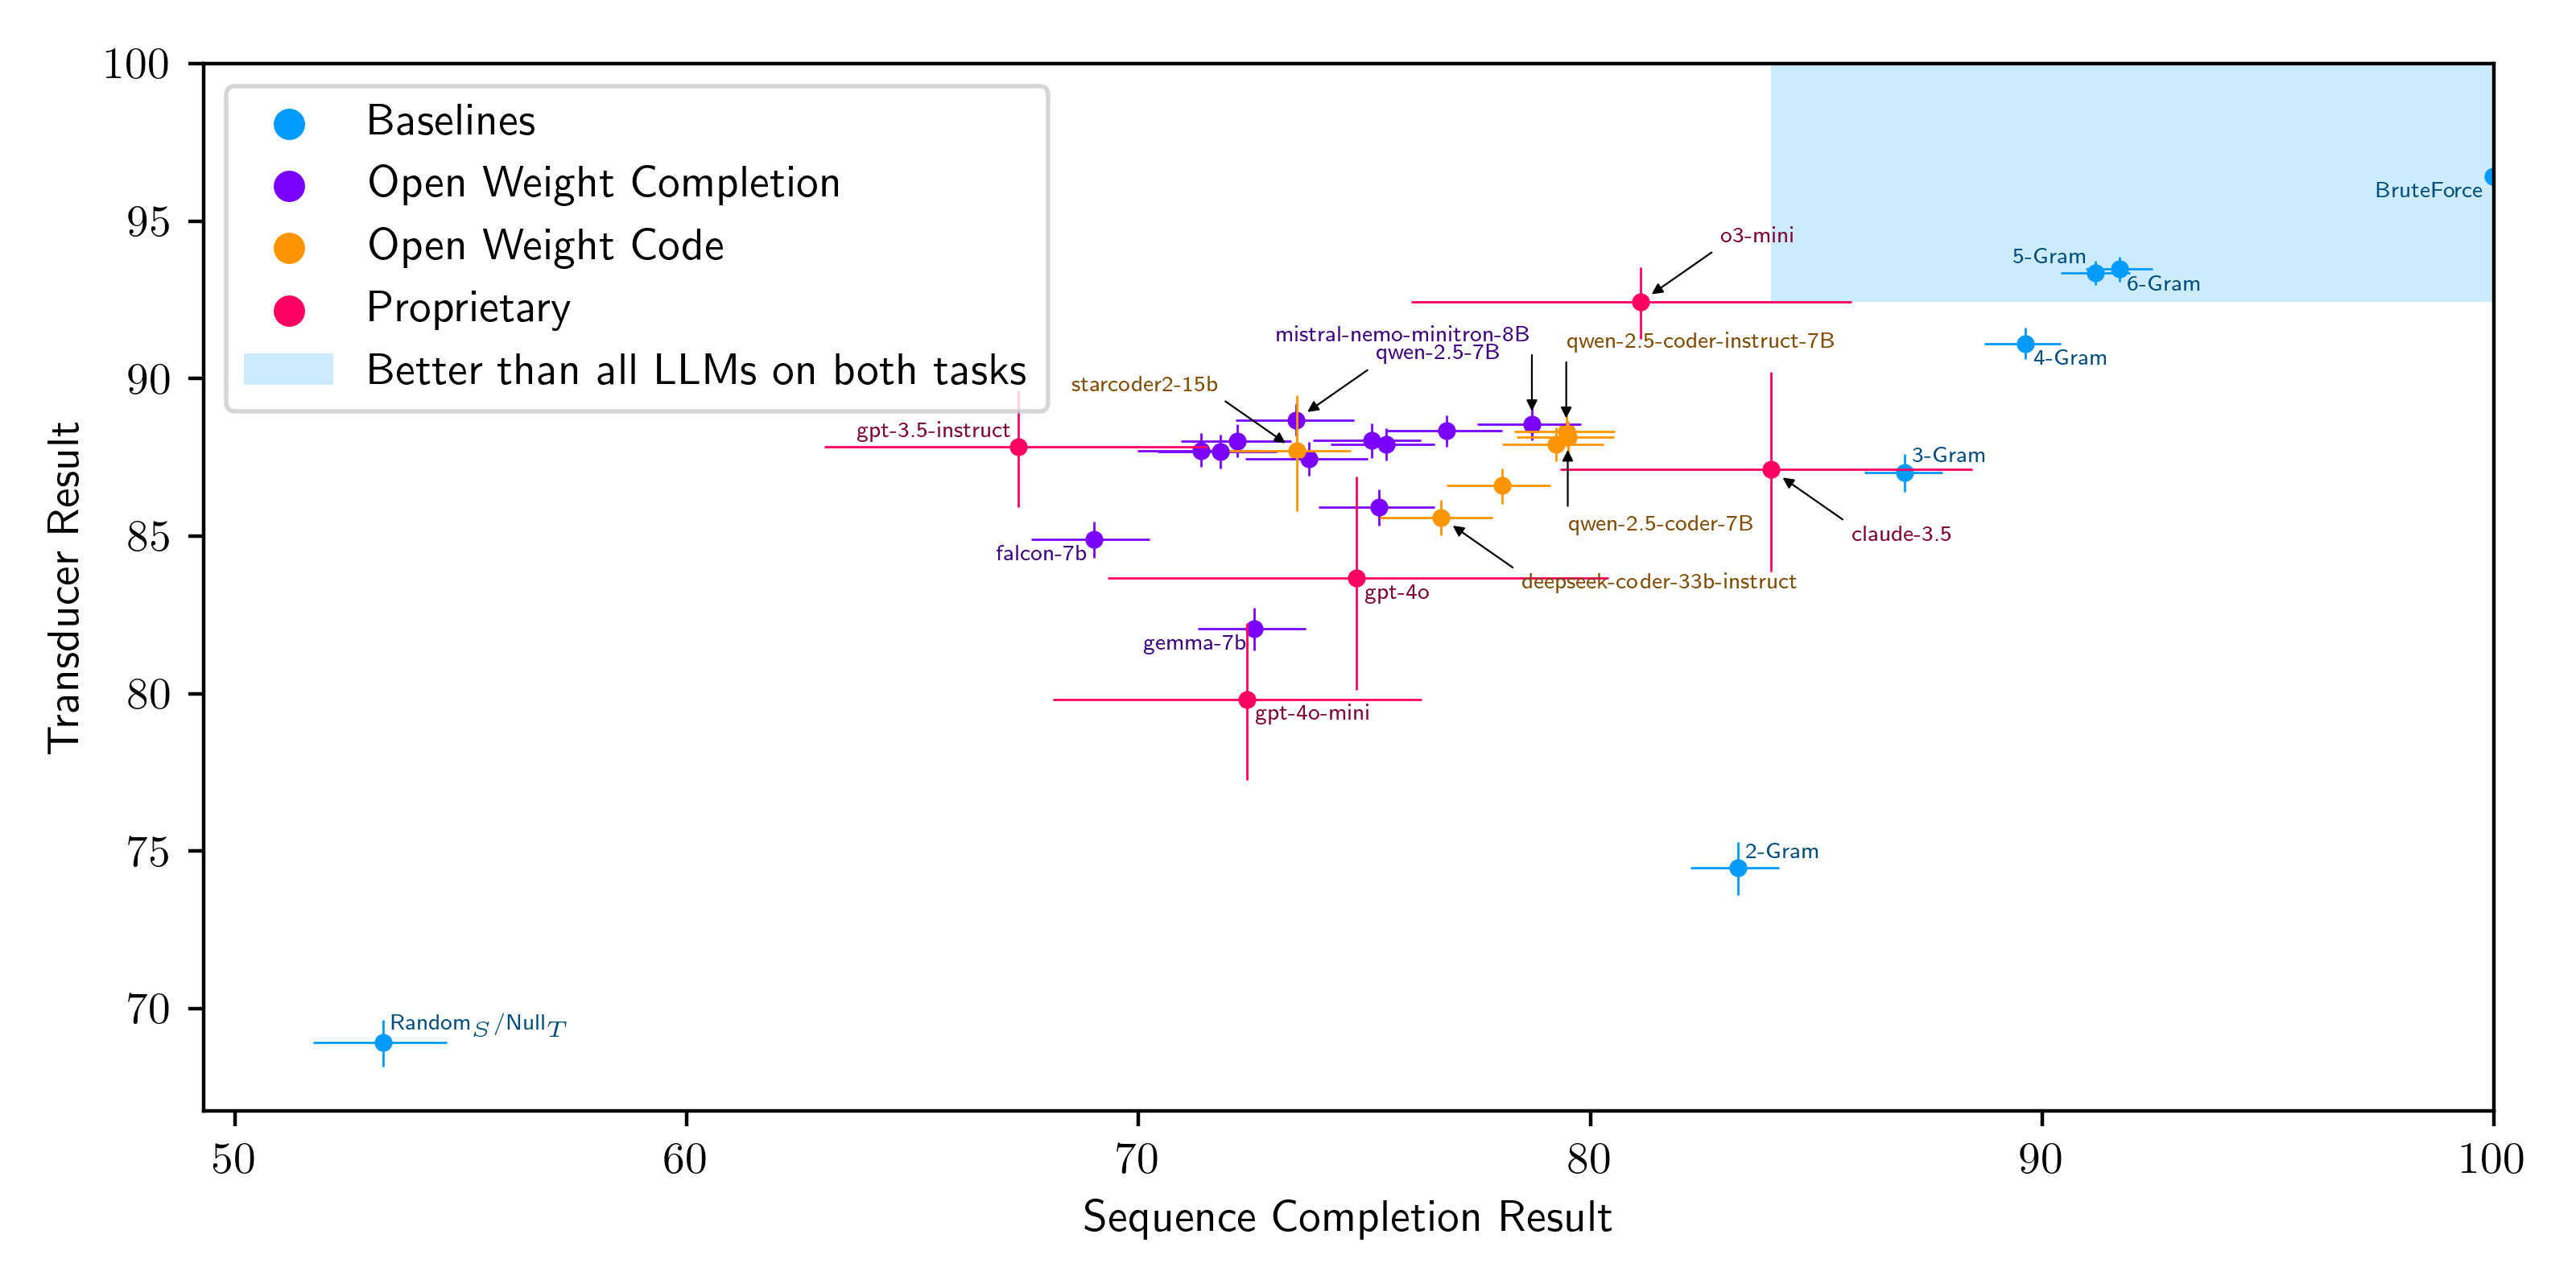 100
95
90
85
80
75
70
Transducer Result
Baselines
Open Weight Completion
Open Weight Code
Proprietary
Better than all LLMs on both tasks
BruteForce
o3-mini
5-Gram
6-Gram
mistral-nemo-minitron-8B
qwen-2.5-coder-instruct-7B
qwen-2.5-7B
4-Gram
starcoder2-15b
gpt-3.5-instruct
3-Gram
qwen-2.5-coder-7B
claude-3.5
falcon-7b
deepseek-coder-33b-instruct
gpt-4o
gemma-7b
gpt-4o-mini
2-Gram
Random_S/Null_T
50 60 70 80 90 100
Sequence Completion Result